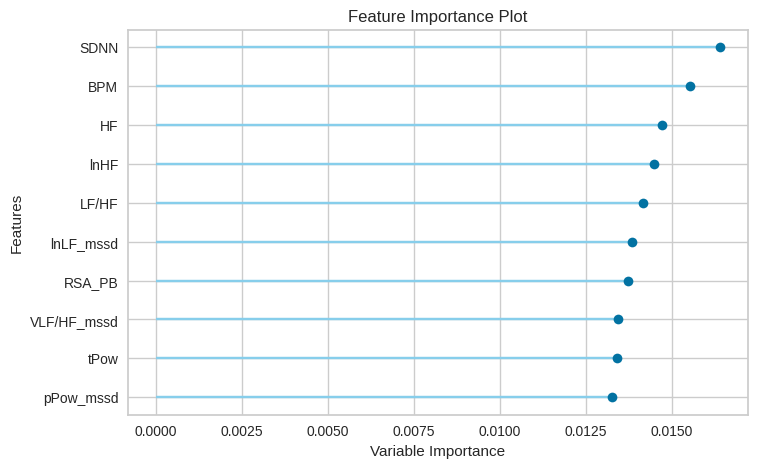 Feature Importance Plot
SDNN
BPM
HF
lnHF
LF/HF
lnLF_mssd
RSA_PB
VLF/HF_mssd
tPow
pPow_mssd
Features
0.0000 0.0025 0.0050 0.0075 0.0100 0.0125 0.0150
Variable Importance